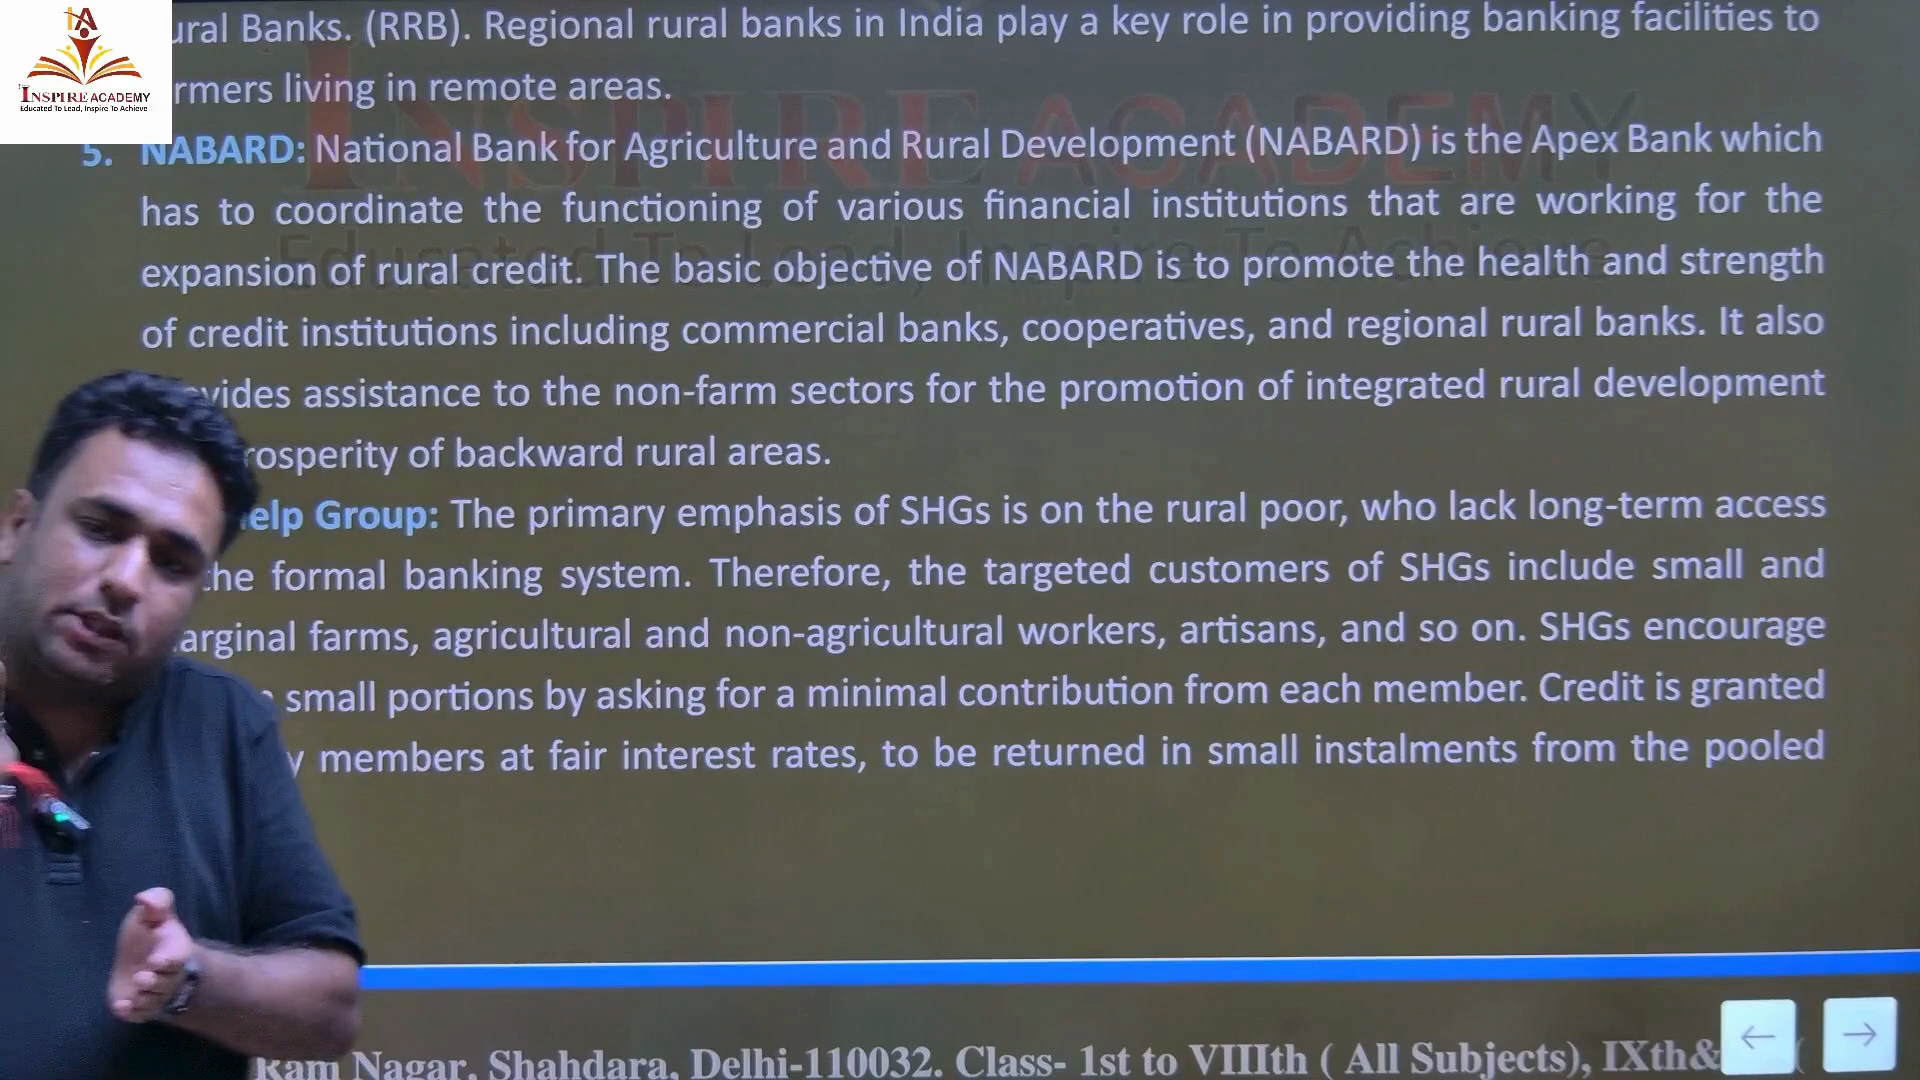 IA
INSPIRE ACADEMY
Educated To Lead, Inspire To Achieve
ural Banks. (RRB). Regional rural banks in India play a key role in providing banking facilities to
rmers living in remote areas.
5. NABARD: National Bank for Agriculture and Rural Development (NABARD) is the Apex Bank which
has to coordinate the functioning of various financial institutions that are working for the
expansion of rural credit. The basic objective of NABARD is to promote the health and strength
of credit institutions including commercial banks, cooperatives, and regional rural banks. It also
vides assistance to the non-farm sectors for the promotion of integrated rural development
rosperity of backward rural areas.
elp Group: The primary emphasis of SHGs is on the rural poor, who lack long-term access
he formal banking system. Therefore, the targeted customers of SHGs include small and
arginal farms, agricultural and non-agricultural workers, artisans, and so on. SHGs encourage
small portions by asking for a minimal contribution from each member. Credit is granted
y members at fair interest rates, to be returned in small instalments from the pooled
INSPIRE ACADEMY
Educated To Lead, Inspire To Achieve
Ram Nagar, Shahdara, Delhi-110032. Class- 1st to VIIIth ( All Subjects), IXth&